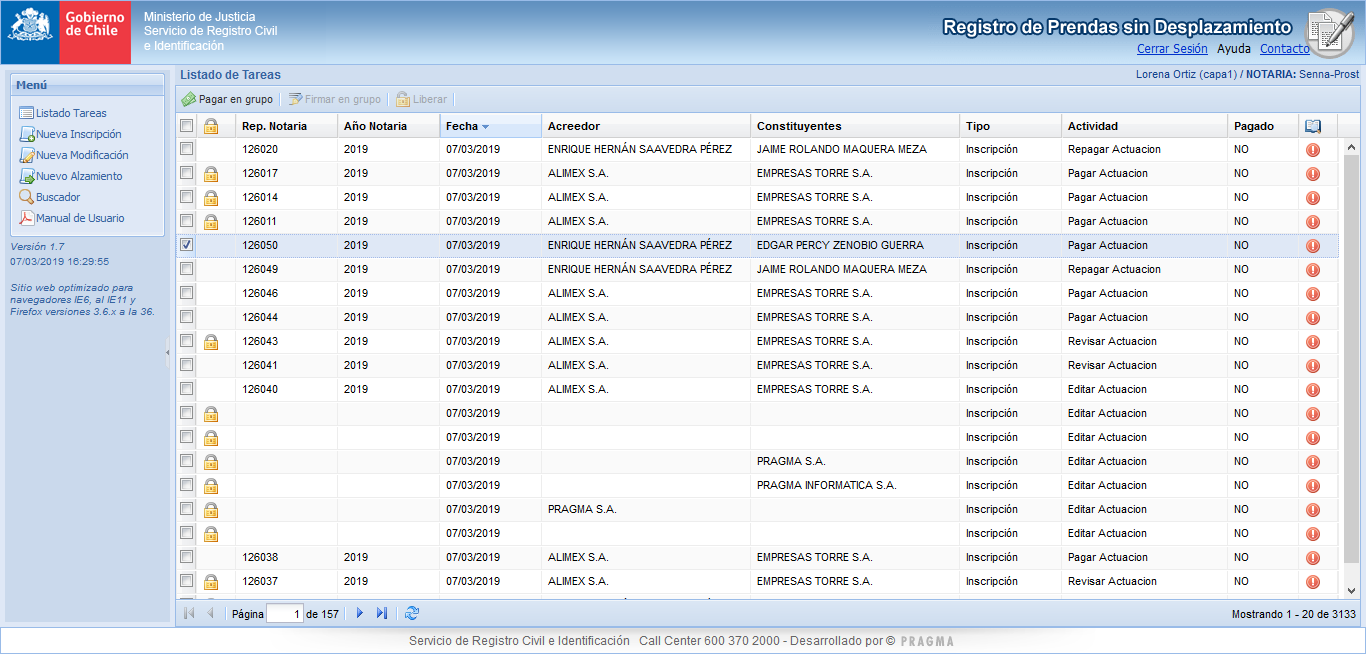 Gobierno
de Chile
Ministerio de Justicia
Servicio de Registro Civil
e Identificación
Registro de Prendas sin Desplazamiento
Cerrar Sesión Ayuda Contacto
Menú
Listado Tareas
Nueva Inscripción
Nueva Modificación
Nuevo Alzamiento
Buscador
Manual de Usuario
Versión 1.7
07/03/2019 16:29:55
Sitio web optimizado para
navegadores IE6, al IE11 y
Firefox versiones 3.6.x a la 36.
Listado de Tareas
Lorena Ortiz (capa1) / NOTARIA: Senna-Prost
Pagar en grupo Firmar en grupo Liberar
Rep. Notaria Año Notaria Fecha Acreedor Constituyentes Tipo Actividad Pagado
126020 2019 07/03/2019 ENRIQUE HERNÁN SAAVEDRA PÉREZ JAIME ROLANDO MAQUERA MEZA Inscripción Repagar Actuacion NO
126017 2019 07/03/2019 ALIMEX S.A. EMPRESAS TORRE S.A. Inscripción Pagar Actuacion NO
126014 2019 07/03/2019 ALIMEX S.A. EMPRESAS TORRE S.A. Inscripción Pagar Actuacion NO
126011 2019 07/03/2019 ALIMEX S.A. EMPRESAS TORRE S.A. Inscripción Pagar Actuacion NO
126050 2019 07/03/2019 ENRIQUE HERNÁN SAAVEDRA PÉREZ EDGAR PERCY ZENOBIO GUERRA Inscripción Pagar Actuacion NO
126049 2019 07/03/2019 ENRIQUE HERNÁN SAAVEDRA PÉREZ JAIME ROLANDO MAQUERA MEZA Inscripción Repagar Actuacion NO
126046 2019 07/03/2019 ALIMEX S.A. EMPRESAS TORRE S.A. Inscripción Pagar Actuacion NO
126044 2019 07/03/2019 ALIMEX S.A. EMPRESAS TORRE S.A. Inscripción Pagar Actuacion NO
126043 2019 07/03/2019 ALIMEX S.A. EMPRESAS TORRE S.A. Inscripción Revisar Actuacion NO
126041 2019 07/03/2019 ALIMEX S.A. EMPRESAS TORRE S.A. Inscripción Revisar Actuacion NO
126040 2019 07/03/2019 ALIMEX S.A. EMPRESAS TORRE S.A. Inscripción Editar Actuacion NO
07/03/2019 Inscripción Editar Actuacion NO
07/03/2019 Inscripción Editar Actuacion NO
07/03/2019 PRAGMA S.A. Inscripción Editar Actuacion NO
07/03/2019 PRAGMA INFORMATICA S.A. Inscripción Editar Actuacion NO
07/03/2019 PRAGMA S.A. Inscripción Editar Actuacion NO
07/03/2019 Inscripción Editar Actuacion NO
126038 2019 07/03/2019 ALIMEX S.A. EMPRESAS TORRE S.A. Inscripción Pagar Actuacion NO
126037 2019 07/03/2019 ALIMEX S.A. EMPRESAS TORRE S.A. Inscripción Revisar Actuacion NO
Página 1 de 157
Mostrando 1 - 20 de 3133
Servicio de Registro Civil e Identificación Call Center 600 370 2000 - Desarrollado por © PRAGMA